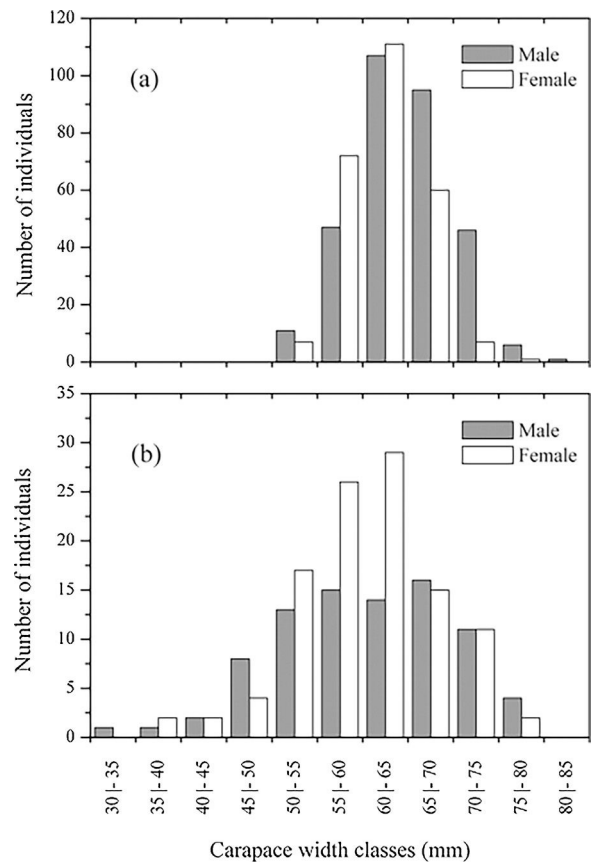 120
100
80
60
40
20
0
Number of individuals
(a)
Male
Female
35
30
25
20
15
10
5
0
Number of individuals
(b)
Male
Female
30 |- 35
35 |- 40
40 |- 45
45 |- 50
50 |- 55
55 |- 60
60 |- 65
65 |- 70
70 |- 75
75 |- 80
80 |- 85
Carapace width classes (mm)